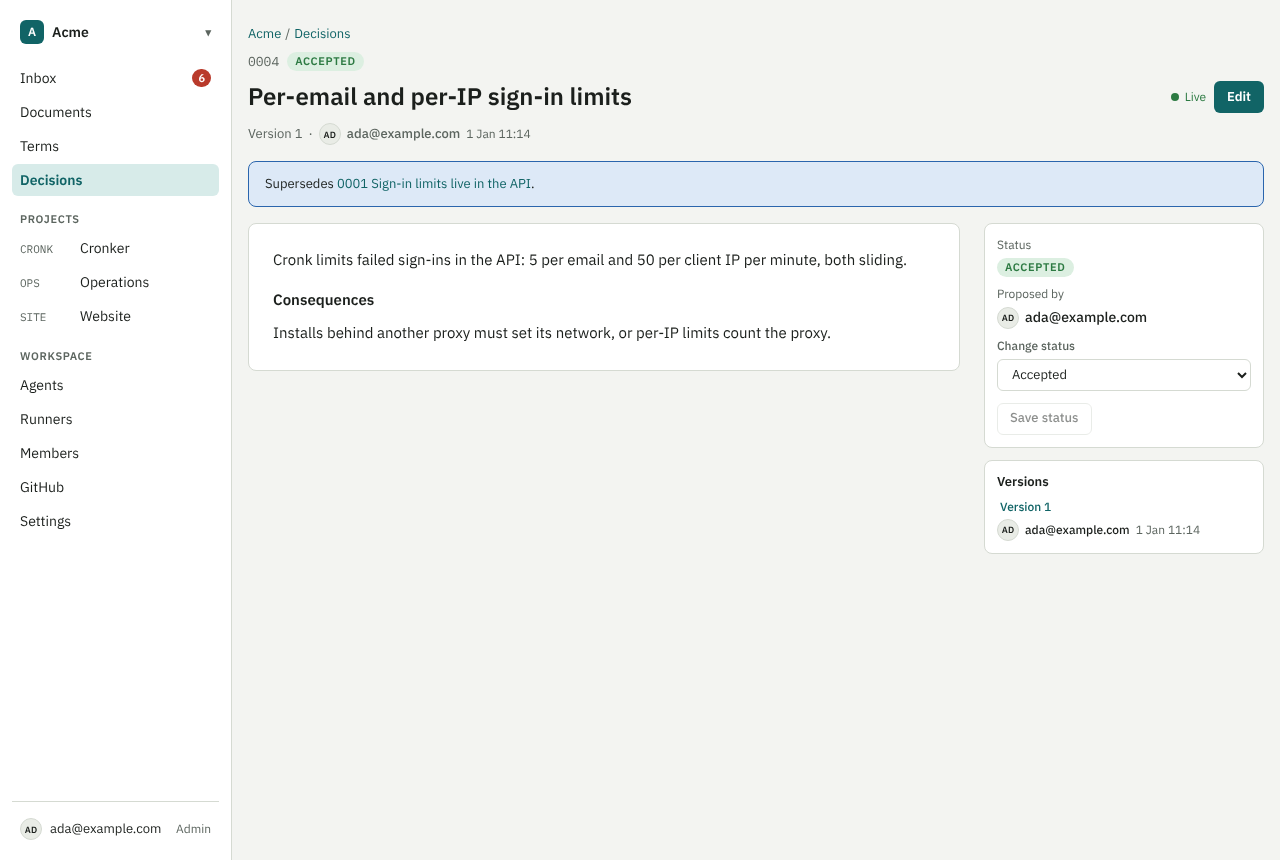 A Acme ▾
Inbox 6
Documents
Terms
Decisions
PROJECTS
CRONK Cronker
OPS Operations
SITE Website
WORKSPACE
Agents
Runners
Members
GitHub
Settings
AD ada@example.com Admin
Acme / Decisions
0004 ACCEPTED
Per-email and per-IP sign-in limits
Live Edit
Version 1 · AD ada@example.com 1 Jan 11:14
Supersedes 0001 Sign-in limits live in the API.
Cronk limits failed sign-ins in the API: 5 per email and 50 per client IP per minute, both sliding.
Consequences
Installs behind another proxy must set its network, or per-IP limits count the proxy.
Status
ACCEPTED
Proposed by
AD ada@example.com
Change status
Accepted
Save status
Versions
Version 1
AD ada@example.com 1 Jan 11:14